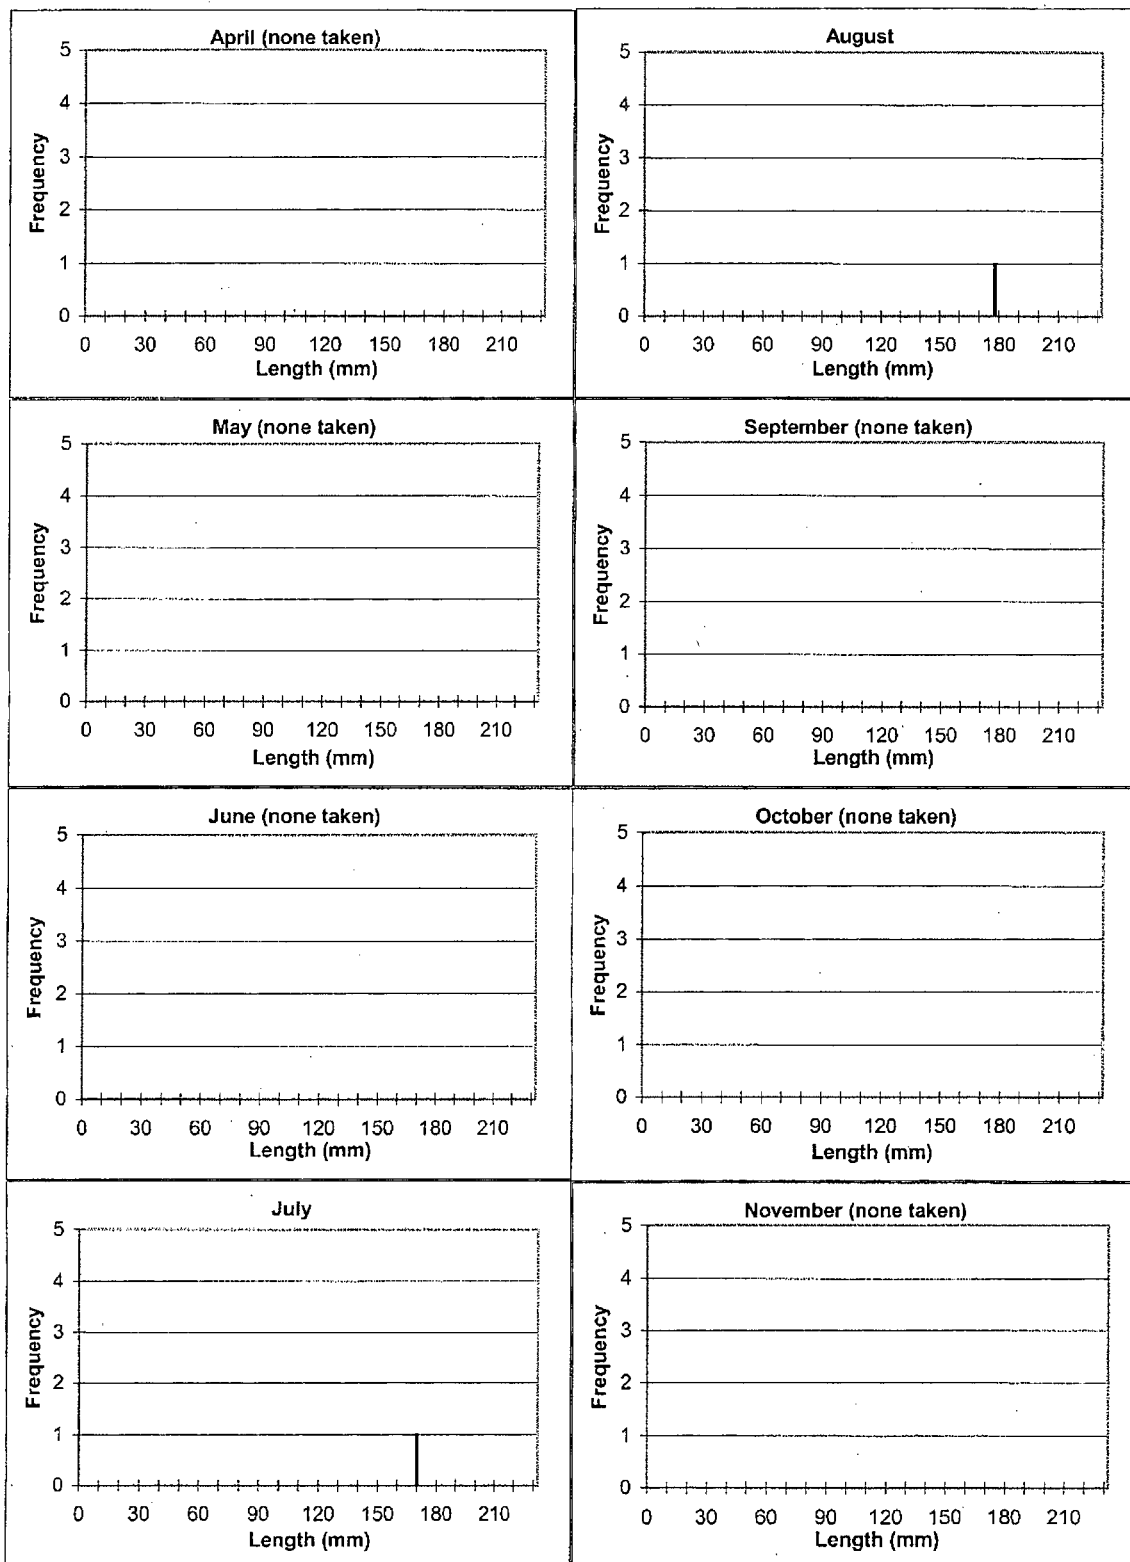 April (none taken)
5
4
3
2
1
0
Frequency
0 30 60 90 120 150 180 210
Length (mm)
August
5
4
3
2
1
0
Frequency
0 30 60 90 120 150 180 210
Length (mm)
May (none taken)
5
4
3
2
1
0
Frequency
0 30 60 90 120 150 180 210
Length (mm)
September (none taken)
5
4
3
2
1
0
Frequency
0 30 60 90 120 150 180 210
Length (mm)
June (none taken)
5
4
3
2
1
0
Frequency
0 30 60 90 120 150 180 210
Length (mm)
October (none taken)
5
4
3
2
1
0
Frequency
0 30 60 90 120 150 180 210
Length (mm)
July
5
4
3
2
1
0
Frequency
0 30 60 90 120 150 180 210
Length (mm)
November (none taken)
5
4
3
2
1
0
Frequency
0 30 60 90 120 150 180 210
Length (mm)